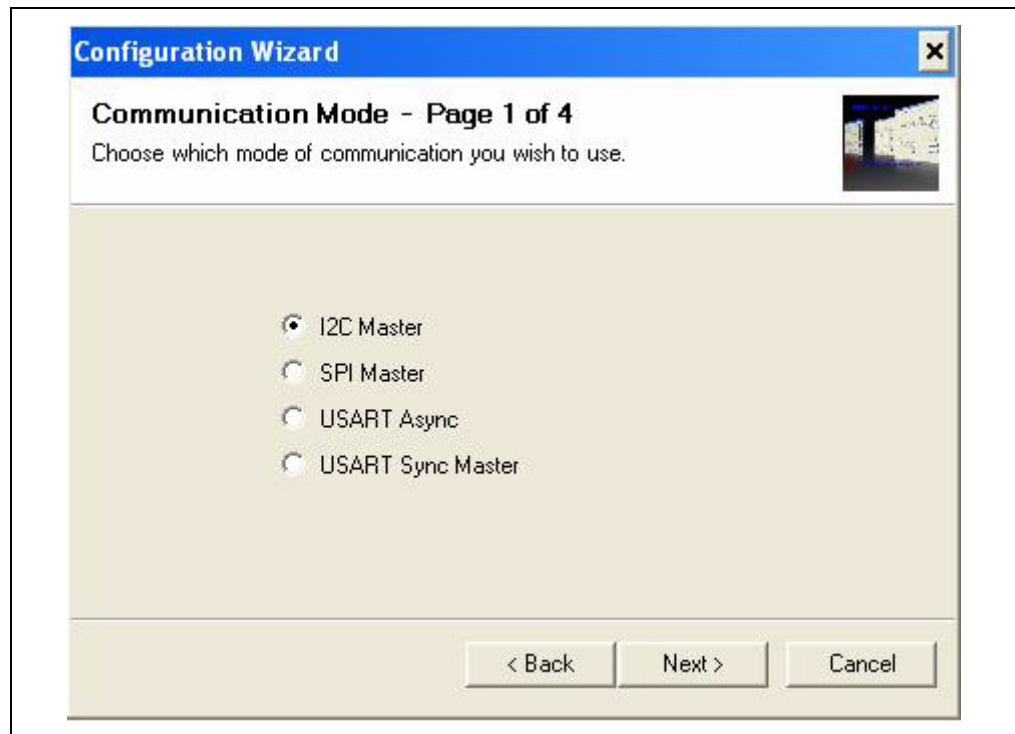 Configuration Wizard
Communication Mode - Page 1 of 4
Choose which mode of communication you wish to use.
I2C Master
SPI Master
USART Async
USART Sync Master
< Back
Next >
Cancel